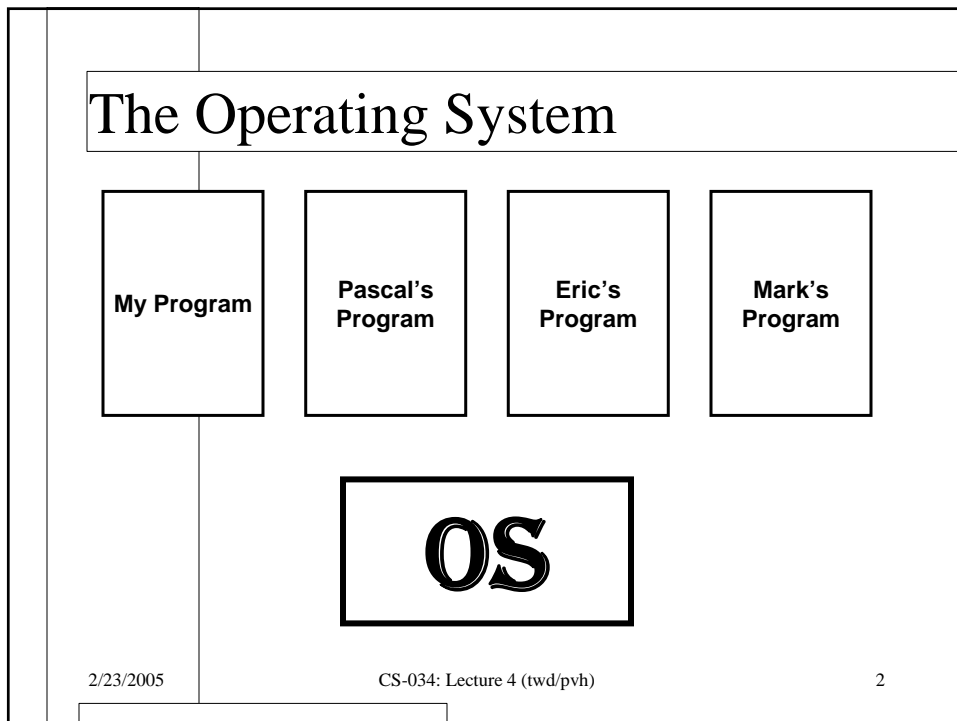 The Operating System
My Program
Pascal's
Program
Eric's
Program
Mark's
Program
OS
2/23/2005 CS-034: Lecture 4 (twd/pvh) 2